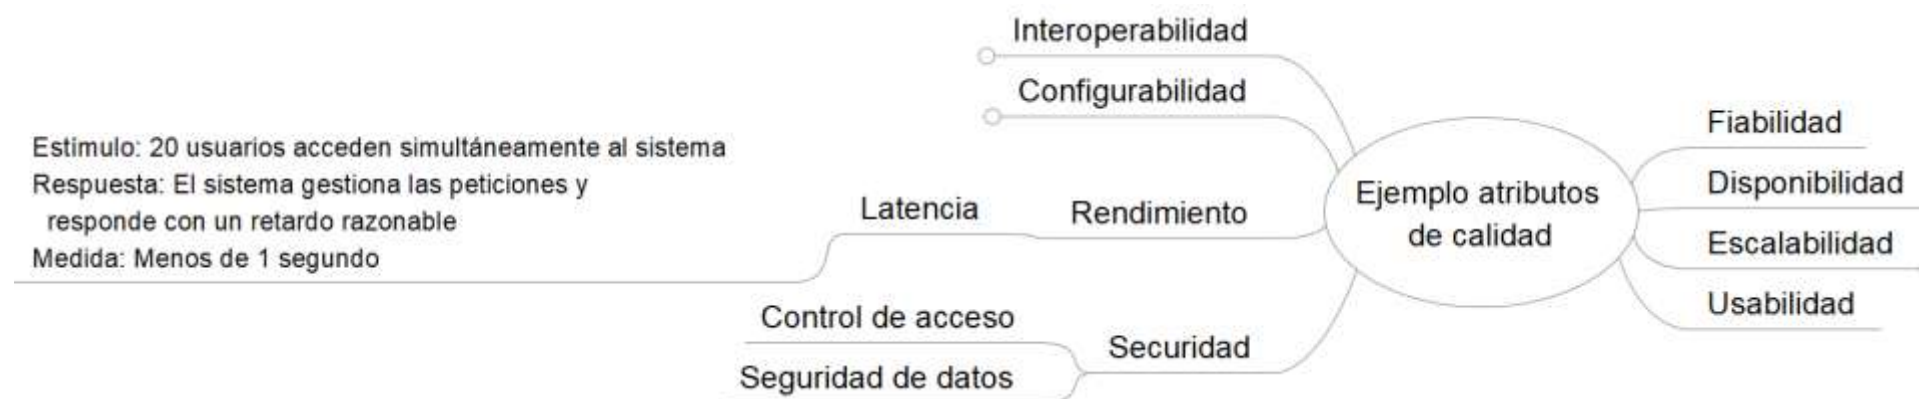 Interoperabilidad
Configurabilidad
Estimulo: 20 usuarios acceden simultáneamente al sistema
Respuesta: El sistema gestiona las peticiones y
responde con un retardo razonable
Medida: Menos de 1 segundo
Latencia
Rendimiento
Control de acceso
Seguridad de datos
Securidad
Ejemplo atributos
de calidad
Fiabilidad
Disponibilidad
Escalabilidad
Usabilidad